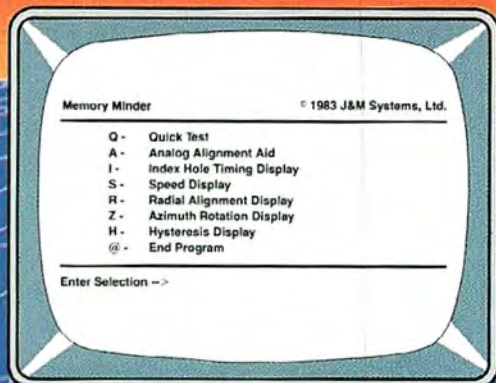 Memory Minder © 1983 J&M Systems, Ltd.
Q - Quick Test
A - Analog Alignment Aid
I - Index Hole Timing Display
S - Speed Display
R - Radial Alignment Display
Z - Azimuth Rotation Display
H - Hysteresis Display
@ - End Program
Enter Selection -->